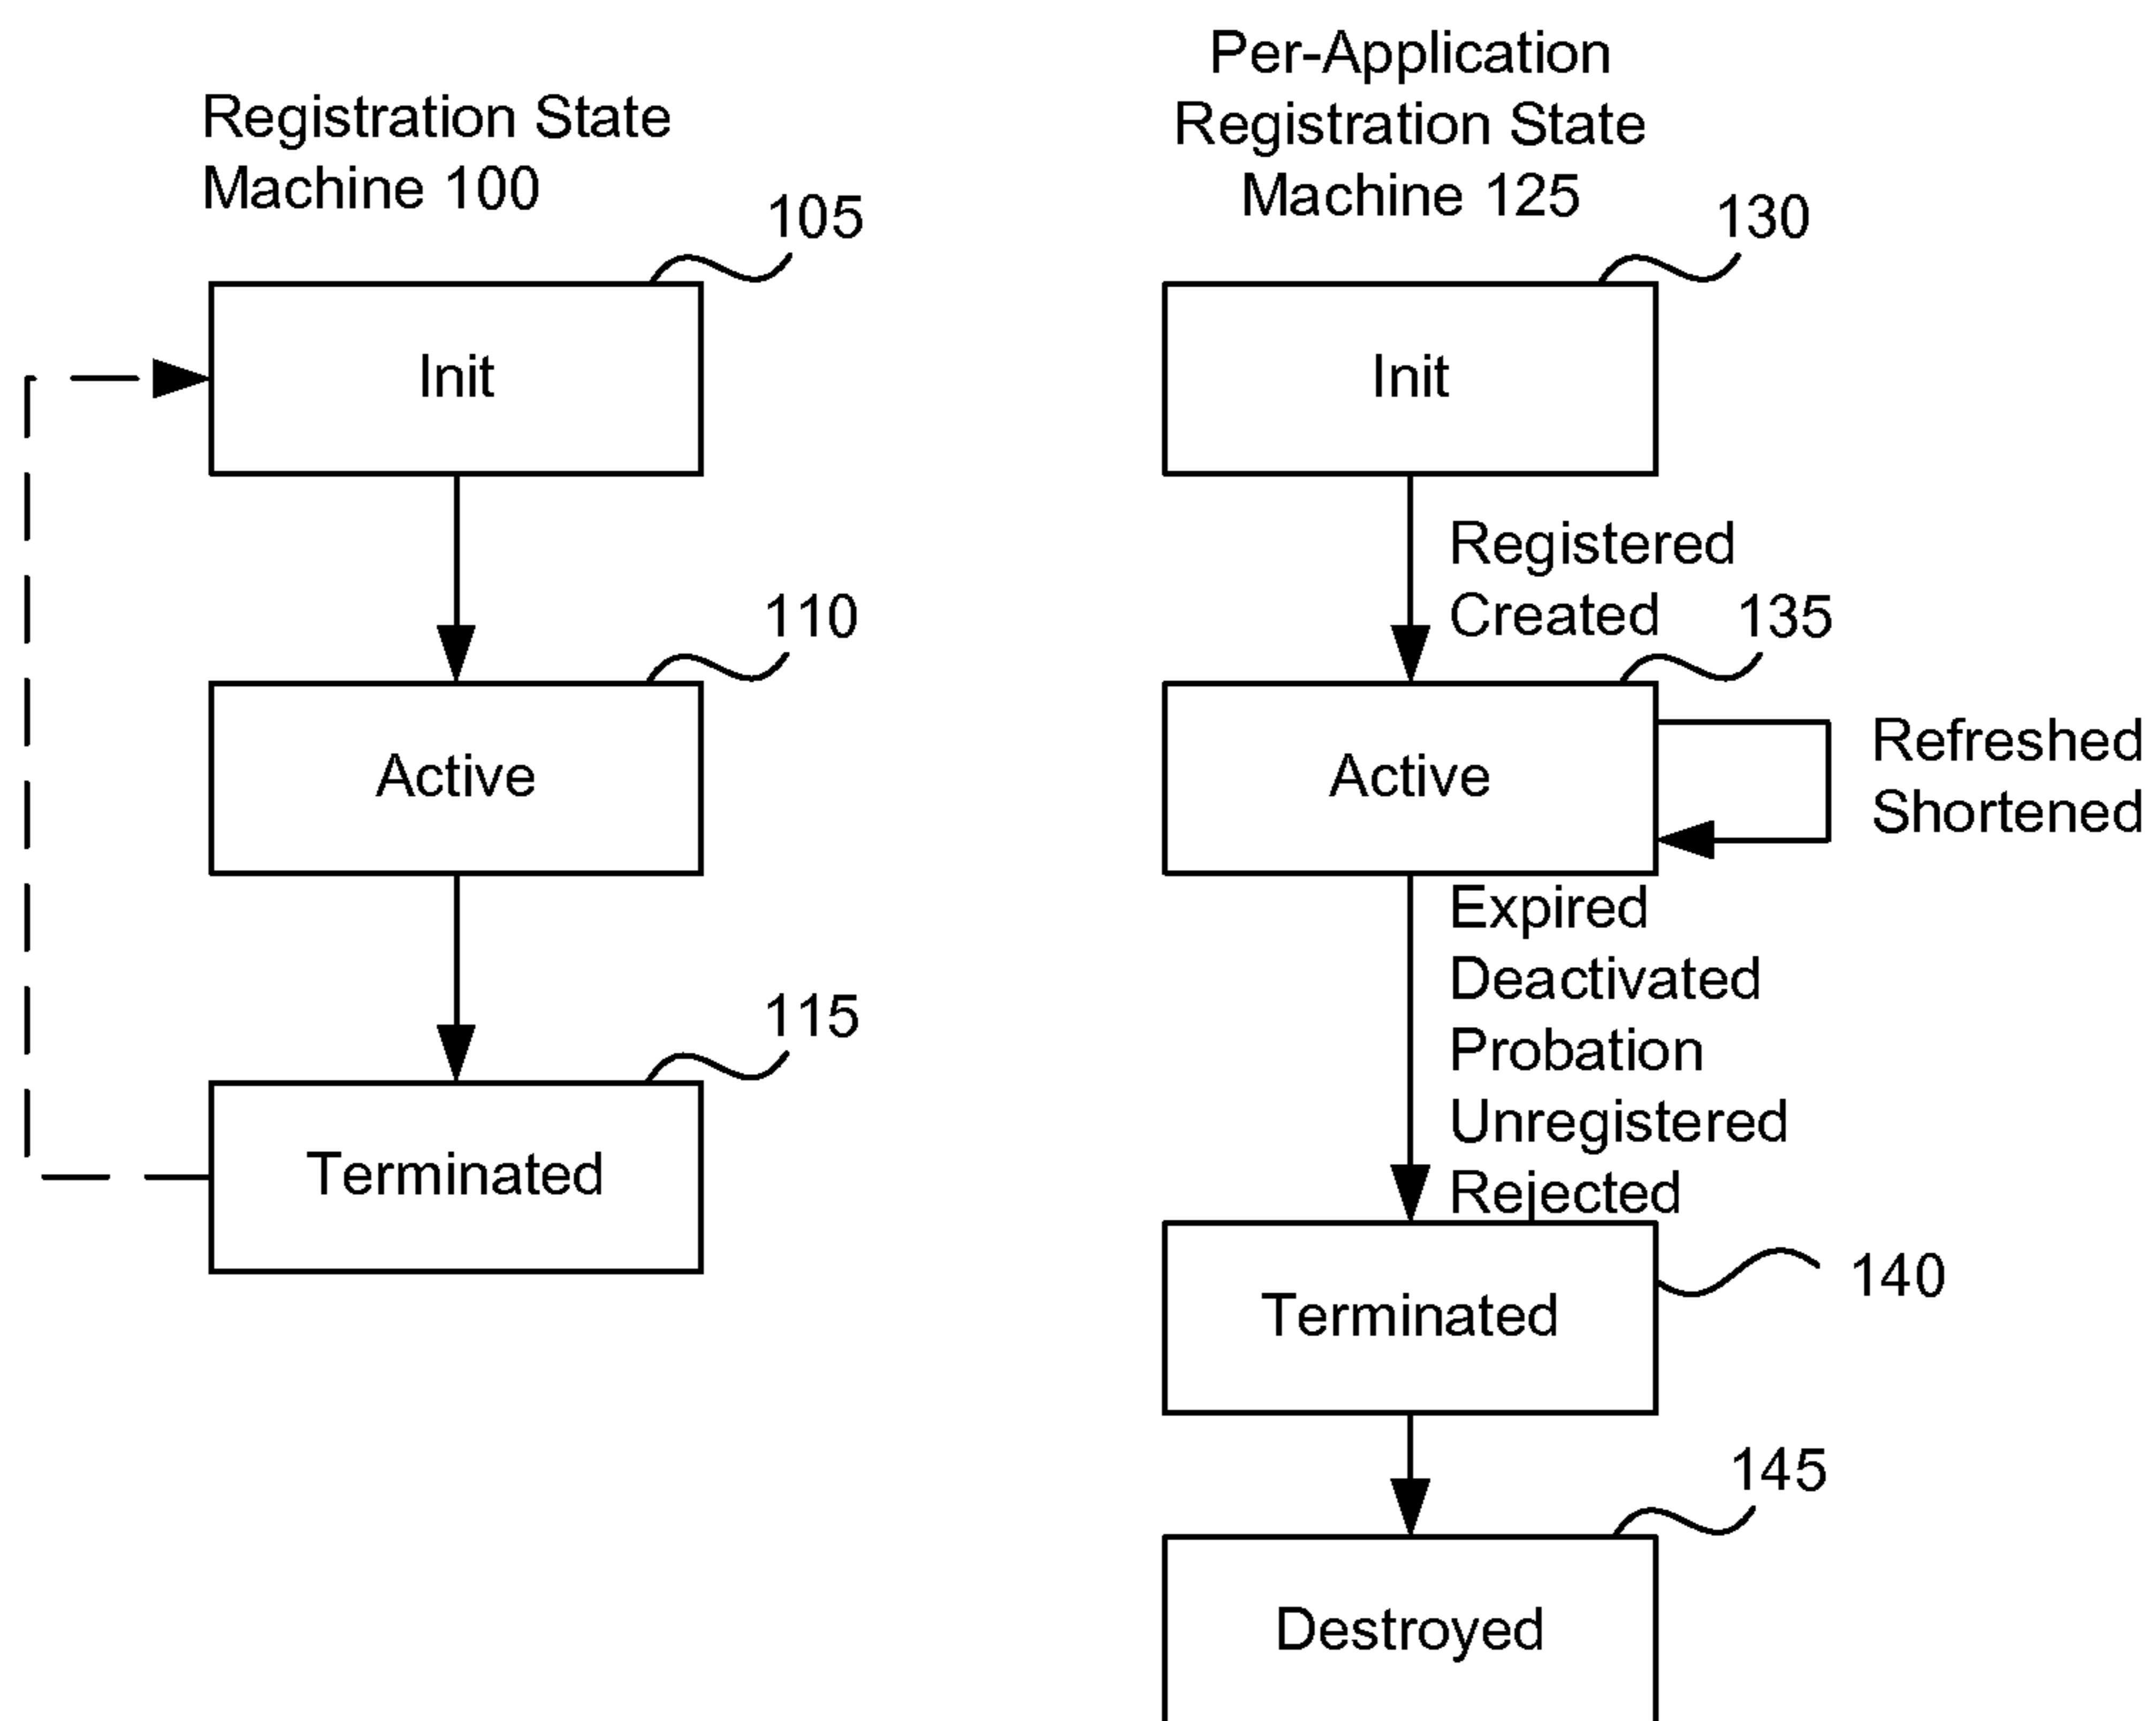 Registration State
Machine 100
105
Init
110
Active
115
Terminated
Per-Application
Registration State
Machine 125
130
Init
Registered
Created
135
Active
Refreshed
Shortened
Expired
Deactivated
Probation
Unregistered
Rejected
140
Terminated
145
Destroyed